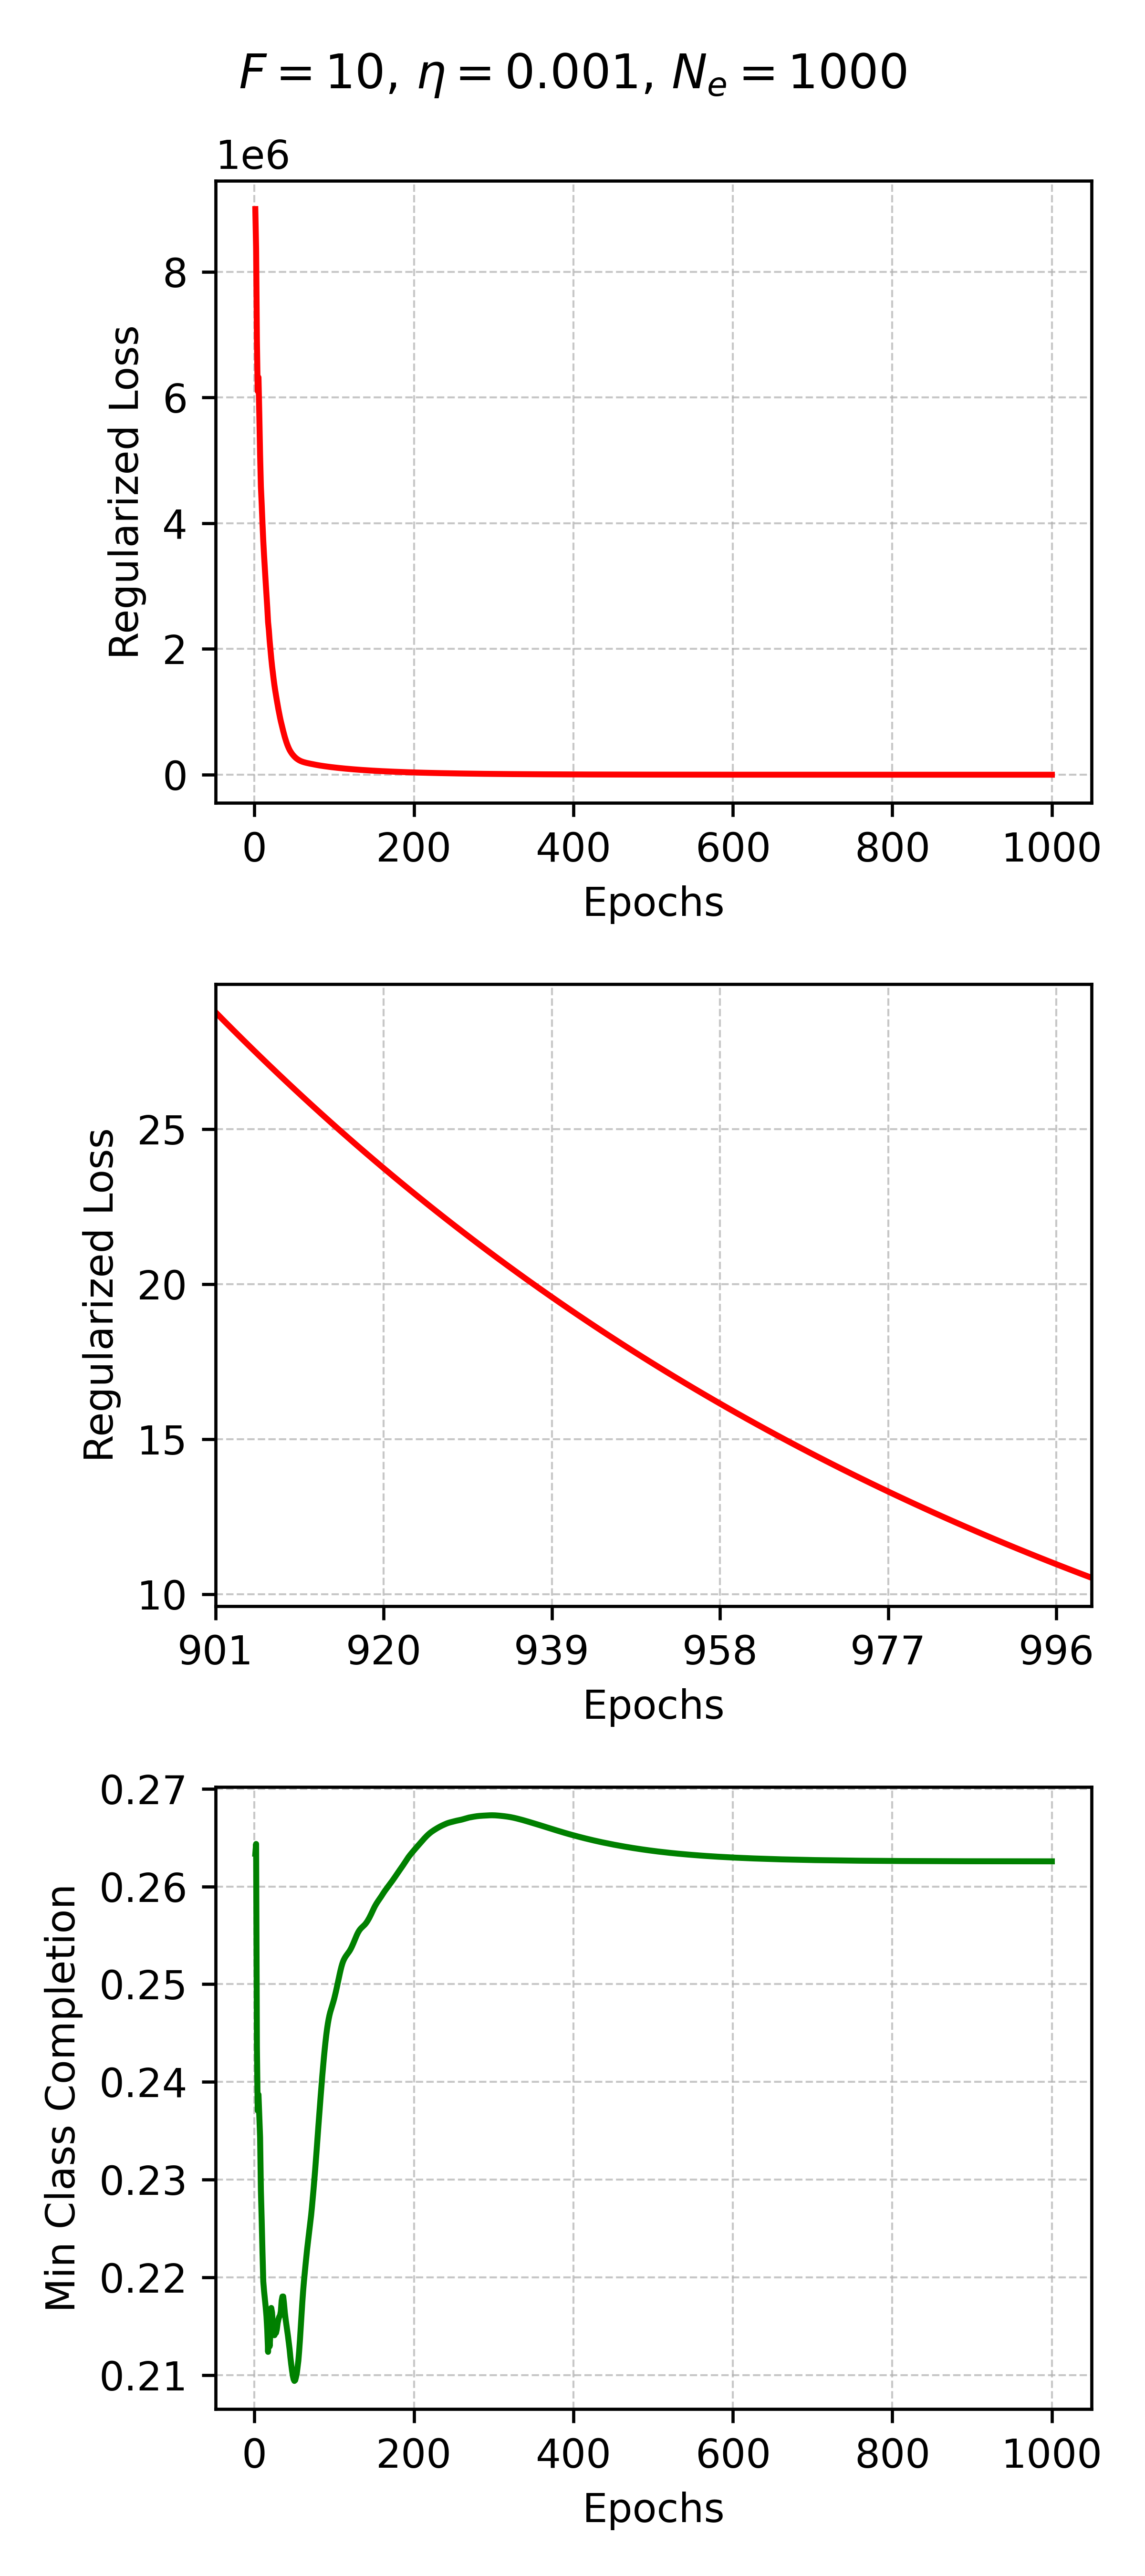 F = 10, η = 0.001, Nₑ = 1000
1e6
Regularized Loss
8
6
4
2
0
0 200 400 600 800 1000
Epochs
Regularized Loss
25
20
15
10
901 920 939 958 977 996
Epochs
Min Class Completion
0.27
0.26
0.25
0.24
0.23
0.22
0.21
0 200 400 600 800 1000
Epochs